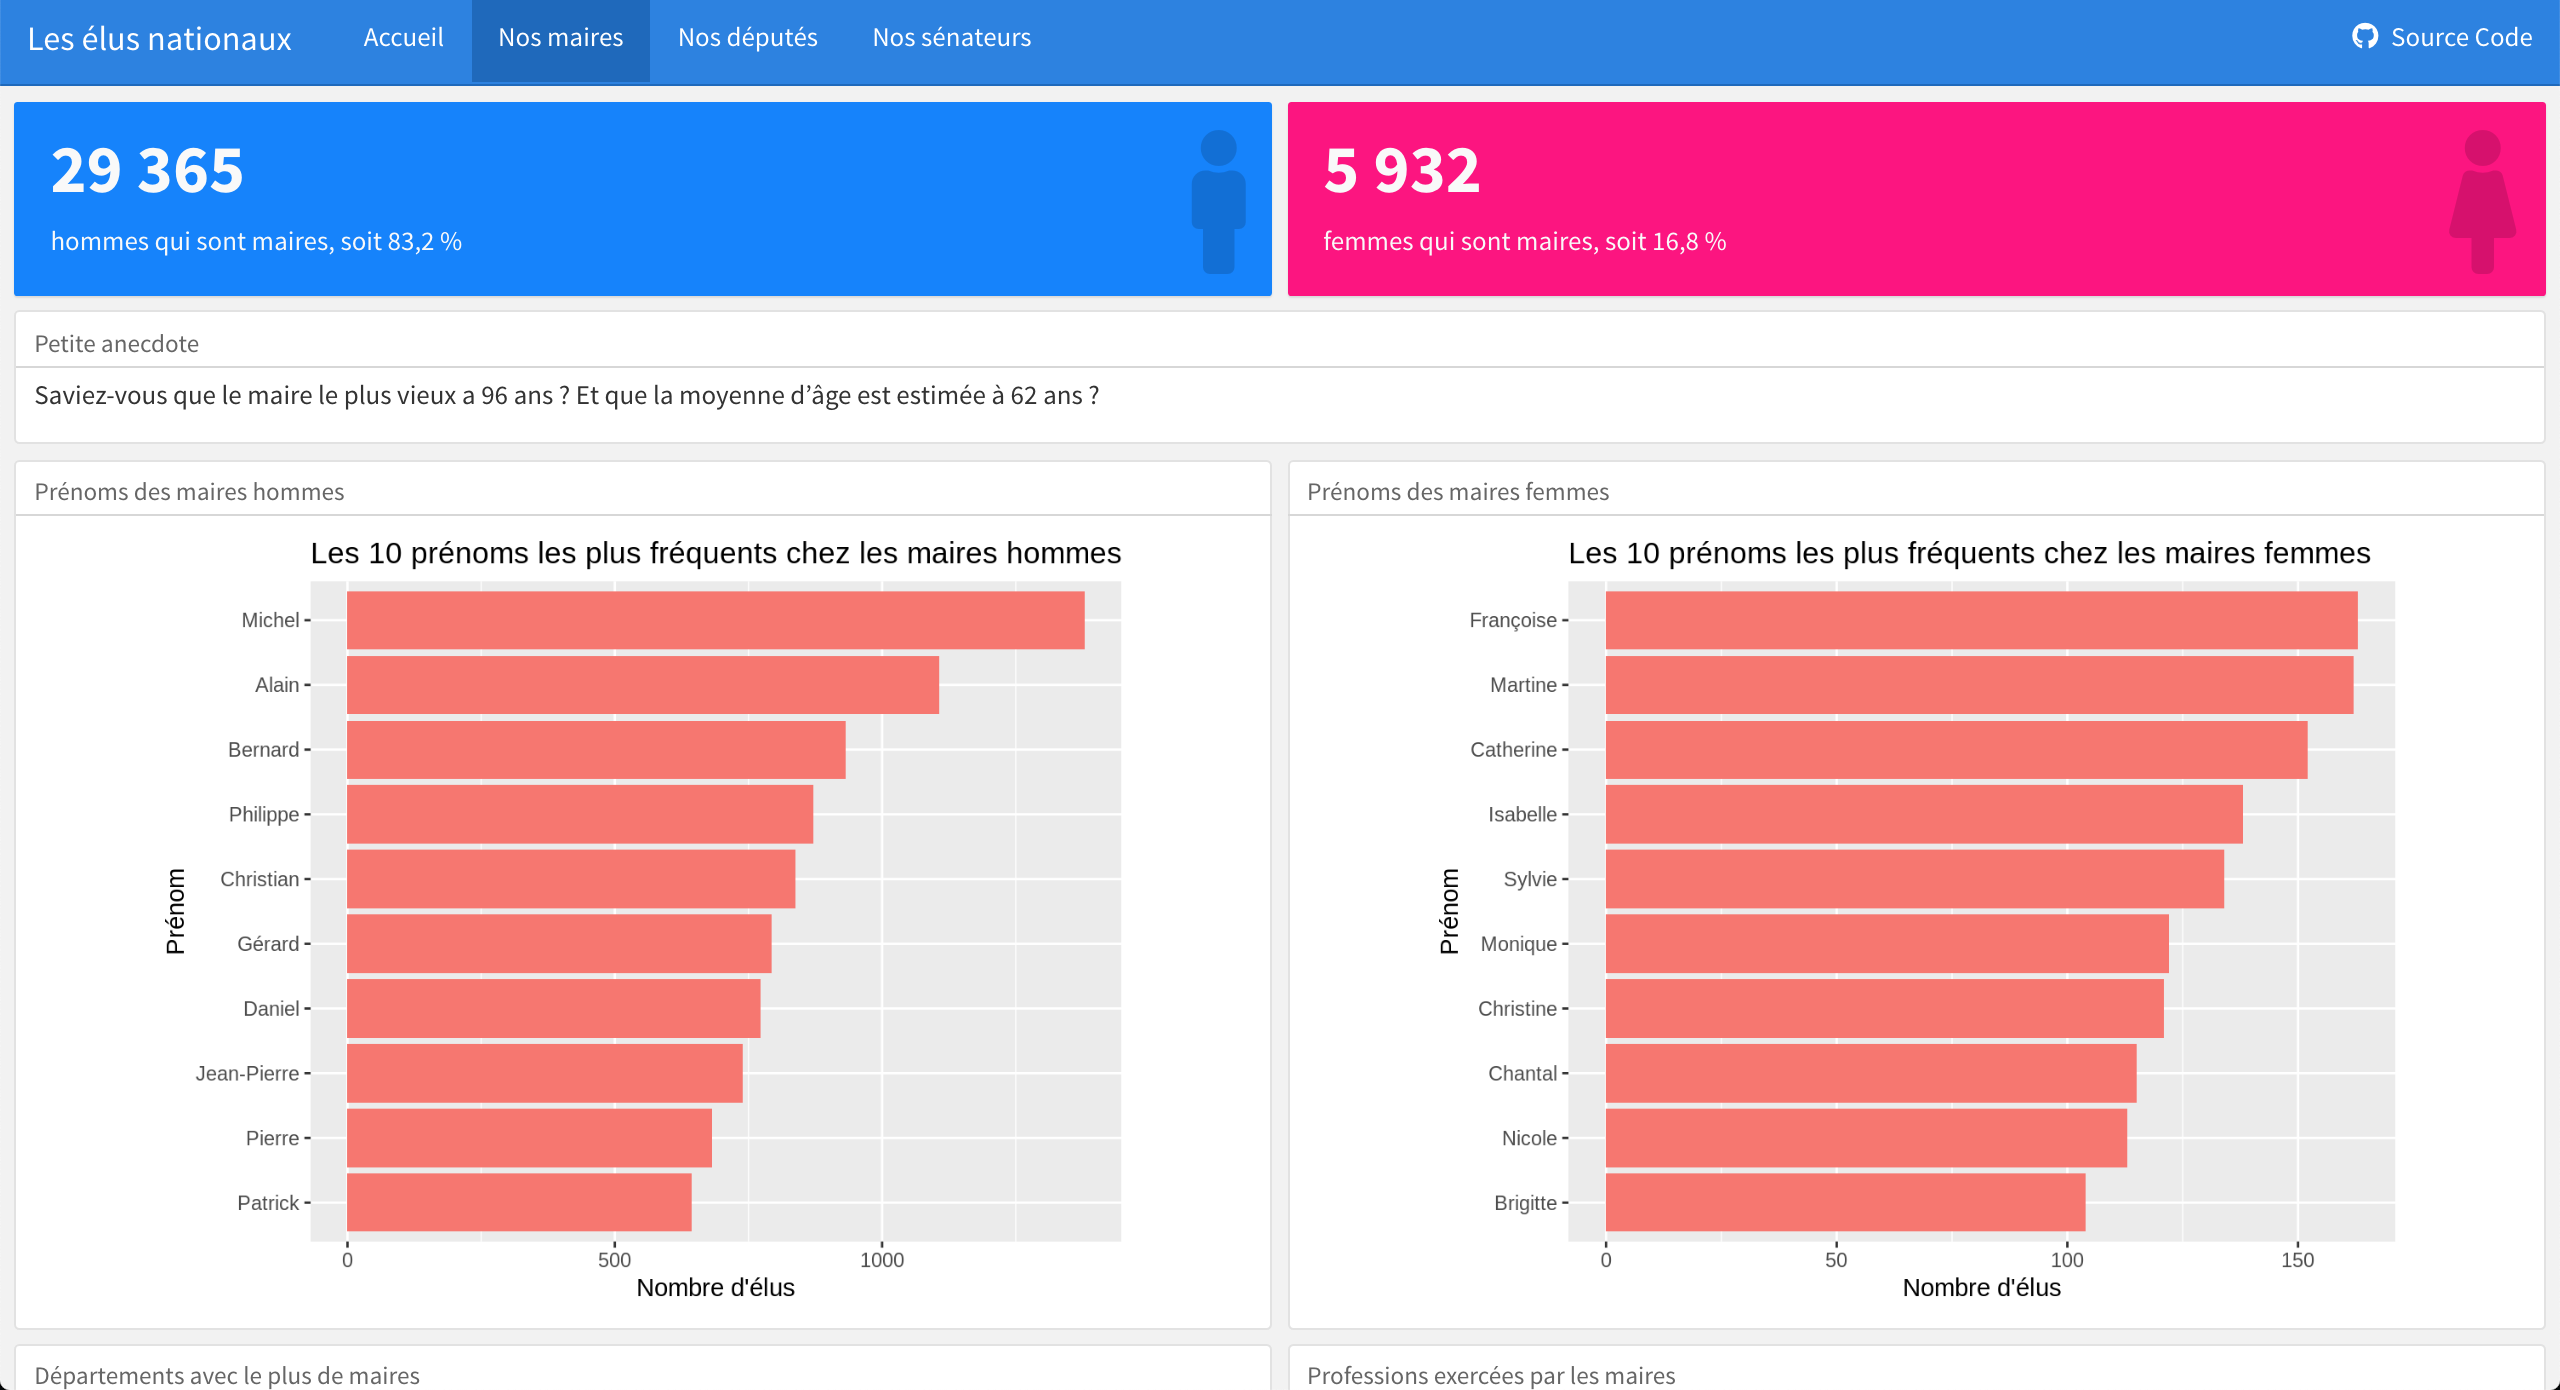 Les élus nationaux
Accueil
Nos maires
Nos députés
Nos sénateurs
Source Code
29 365
hommes qui sont maires, soit 83,2 %
5 932
femmes qui sont maires, soit 16,8 %
Petite anecdote
Saviez-vous que le maire le plus vieux a 96 ans ? Et que la moyenne d’âge est estimée à 62 ans ?
Prénoms des maires hommes
Les 10 prénoms les plus fréquents chez les maires hommes
Prénom
Michel
Alain
Bernard
Philippe
Christian
Gérard
Daniel
Jean-Pierre
Pierre
Patrick
0
500
1000
Nombre d'élus
Prénoms des maires femmes
Les 10 prénoms les plus fréquents chez les maires femmes
Prénom
Françoise
Martine
Catherine
Isabelle
Sylvie
Monique
Christine
Chantal
Nicole
Brigitte
0
50
100
150
Nombre d'élus
Départements avec le plus de maires
Professions exercées par les maires